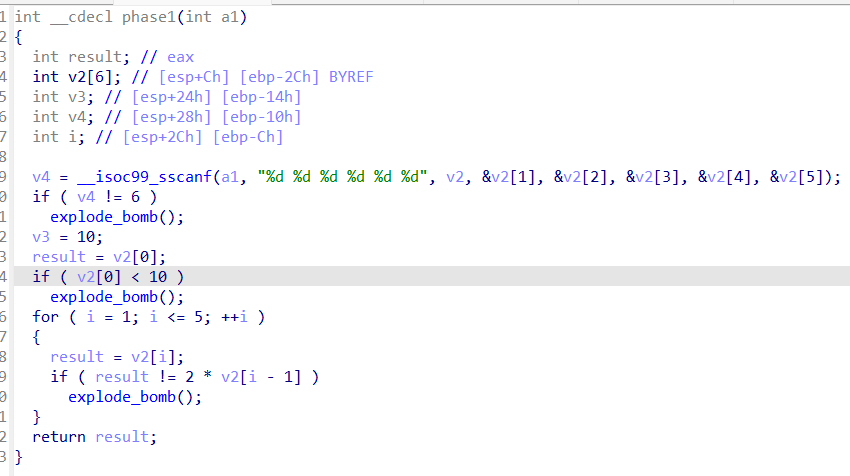 1 int __cdecl phase1(int a1)
2 {
3 int result; // eax
4 int v2[6]; // [esp+Ch] [ebp-2Ch] BYREF
5 int v3; // [esp+24h] [ebp-14h]
6 int v4; // [esp+28h] [ebp-10h]
7 int i; // [esp+2Ch] [ebp-Ch]
8
9 v4 = __isoc99_sscanf(a1, "%d %d %d %d %d %d", v2, &v2[1], &v2[2], &v2[3], &v2[4], &v2[5]);
0 if ( v4 != 6 )
1 explode_bomb();
2 v3 = 10;
3 result = v2[0];
4 if ( v2[0] < 10 )
5 explode_bomb();
6 for ( i = 1; i <= 5; ++i )
7 {
8 result = v2[i];
9 if ( result != 2 * v2[i - 1] )
0 explode_bomb();
1 }
2 return result;
3 }